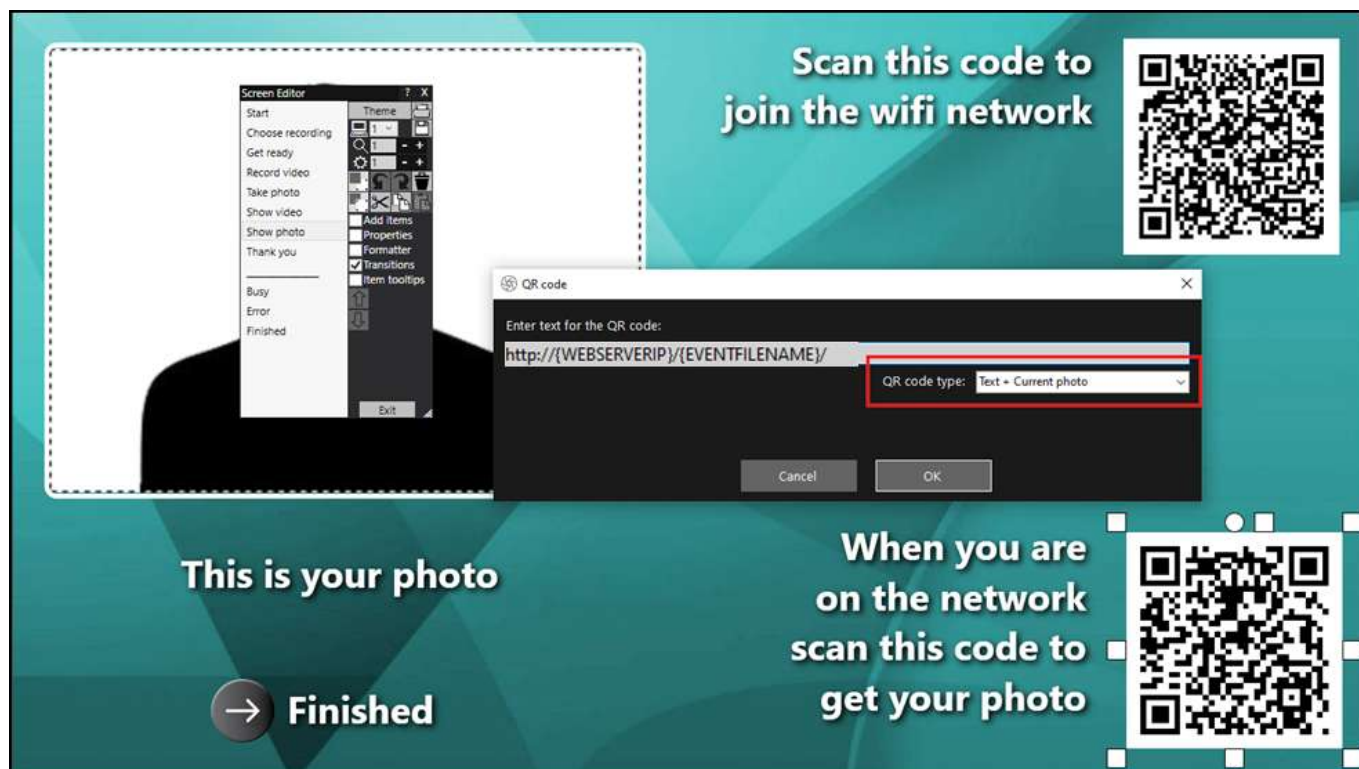 Scan this code to
join the wifi network
Screen Editor ? X
Start
Choose recording
Get ready
Record video
Take photo
Show video
Show photo
Thank you
Busy
Error
Finished
Theme
1
1 - +
1 - +
Add items
Properties
Formatter
Transitions
Item tooltips
Exit
QR code
Enter text for the QR code:
http://{WEBSERVERIP}/{EVENTFILENAME}/
QR code type: Text + Current photo
Cancel OK
This is your photo
Finished
When you are
on the network
scan this code to
get your photo